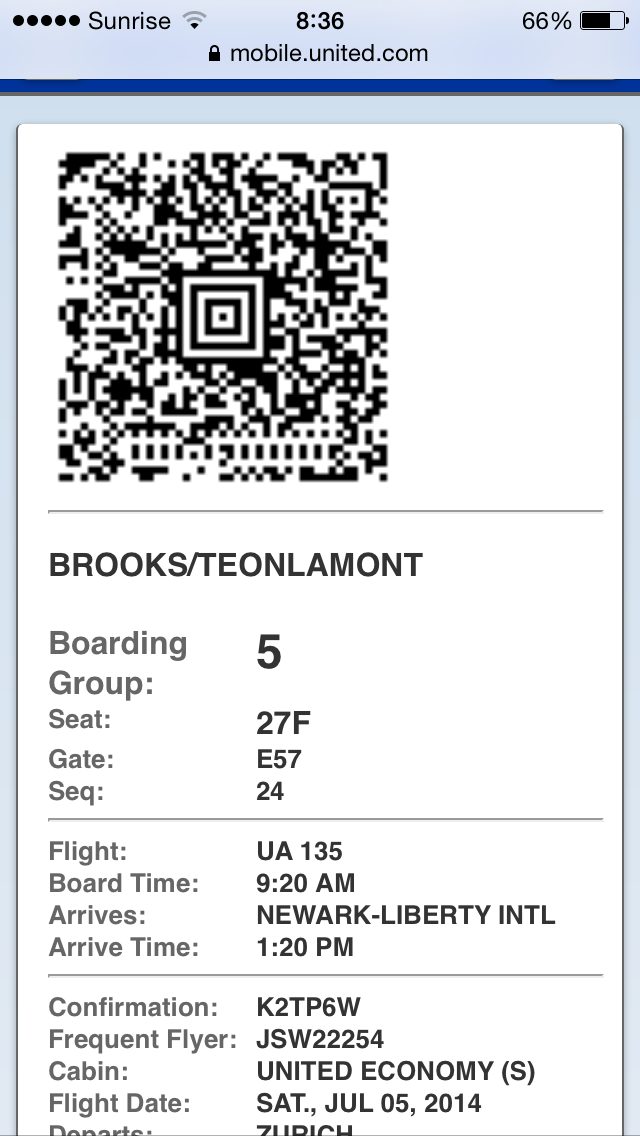 Sunrise 8:36 66%
mobile.united.com
BROOKS/TEONLAMONT
Boarding Group: 5
Seat: 27F
Gate: E57
Seq: 24
Flight: UA 135
Board Time: 9:20 AM
Arrives: NEWARK-LIBERTY INTL
Arrive Time: 1:20 PM
Confirmation: K2TP6W
Frequent Flyer: JSW22254
Cabin: UNITED ECONOMY (S)
Flight Date: SAT., JUL 05, 2014
Departs: ZURICH